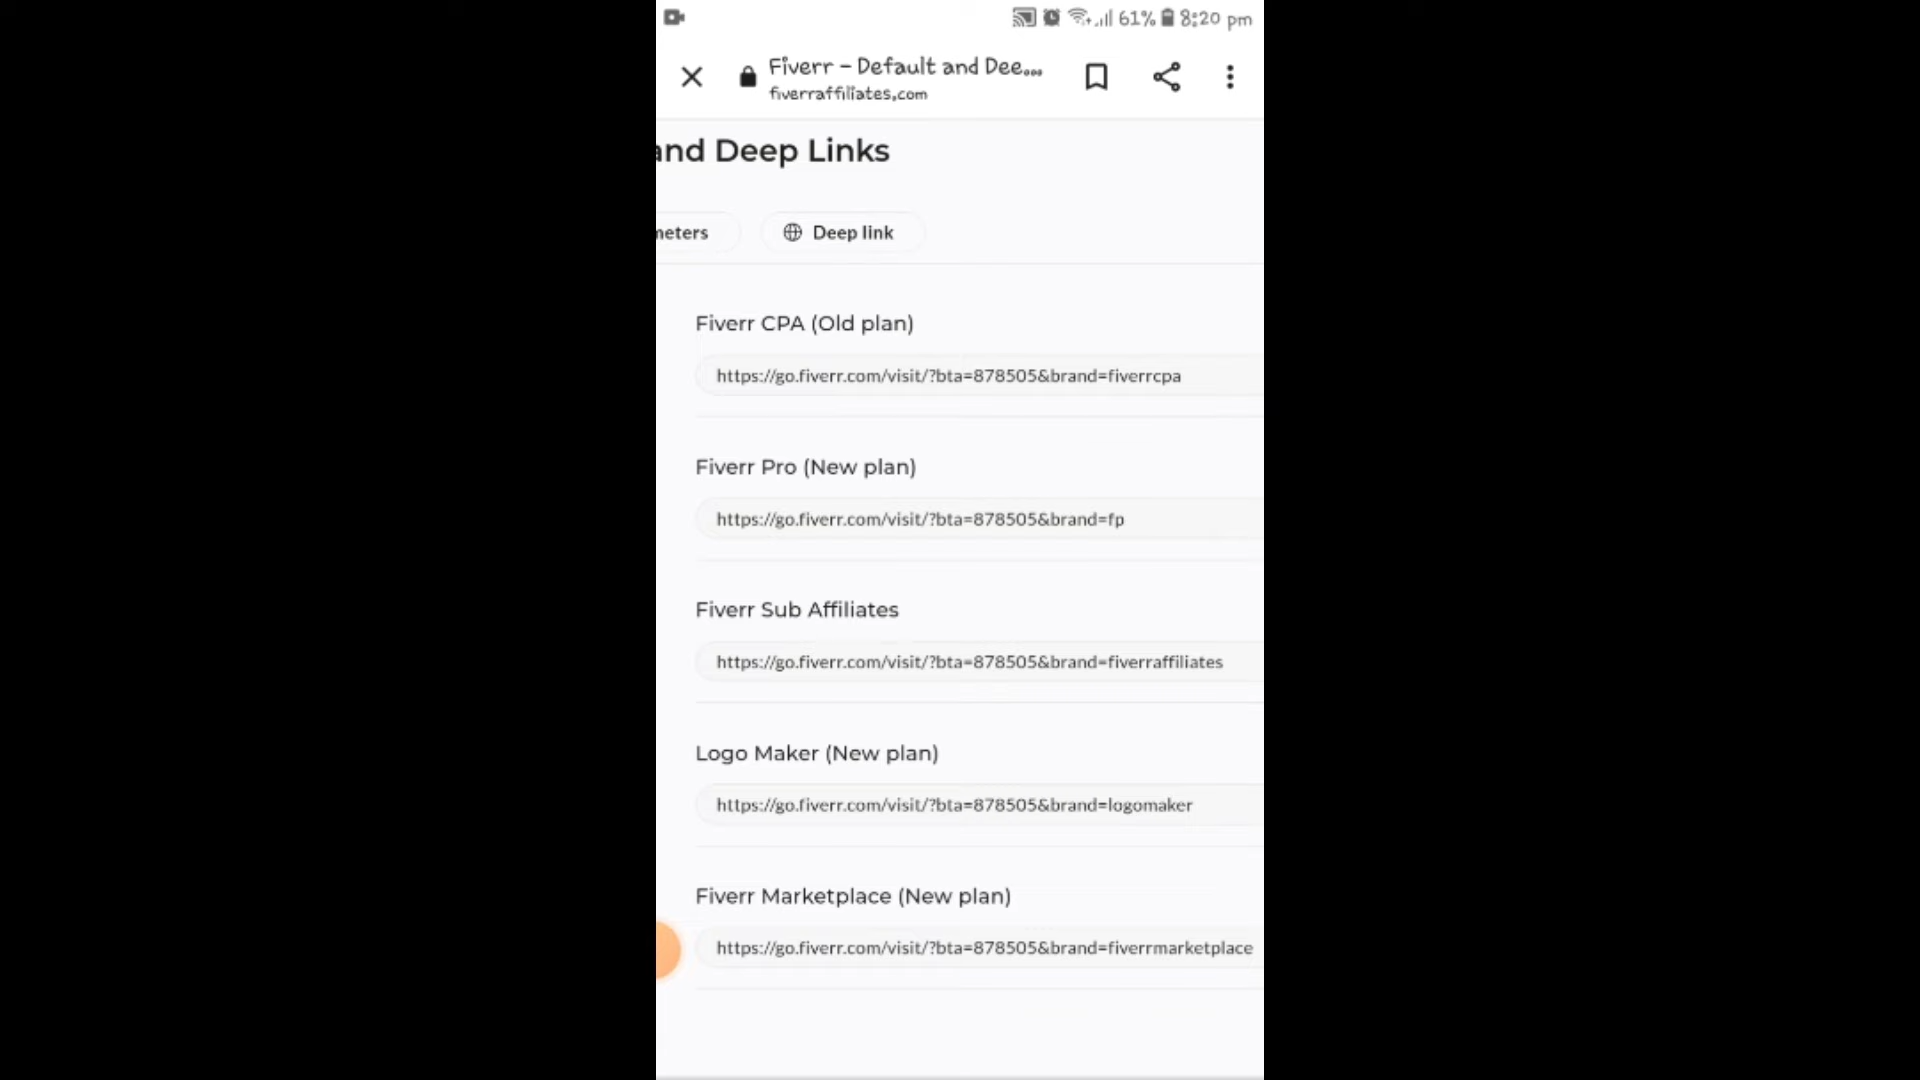 61% 8:20 pm
Fiverr – Default and Dee...
fiverraffiliates.com
and Deep Links
meters
Deep link
Fiverr CPA (Old plan)
https://go.fiverr.com/visit/?bta=878505&brand=fiverrcpa
Fiverr Pro (New plan)
https://go.fiverr.com/visit/?bta=878505&brand=fp
Fiverr Sub Affiliates
https://go.fiverr.com/visit/?bta=878505&brand=fiverraffiliates
Logo Maker (New plan)
https://go.fiverr.com/visit/?bta=878505&brand=logomaker
Fiverr Marketplace (New plan)
https://go.fiverr.com/visit/?bta=878505&brand=fiverrmarketplace